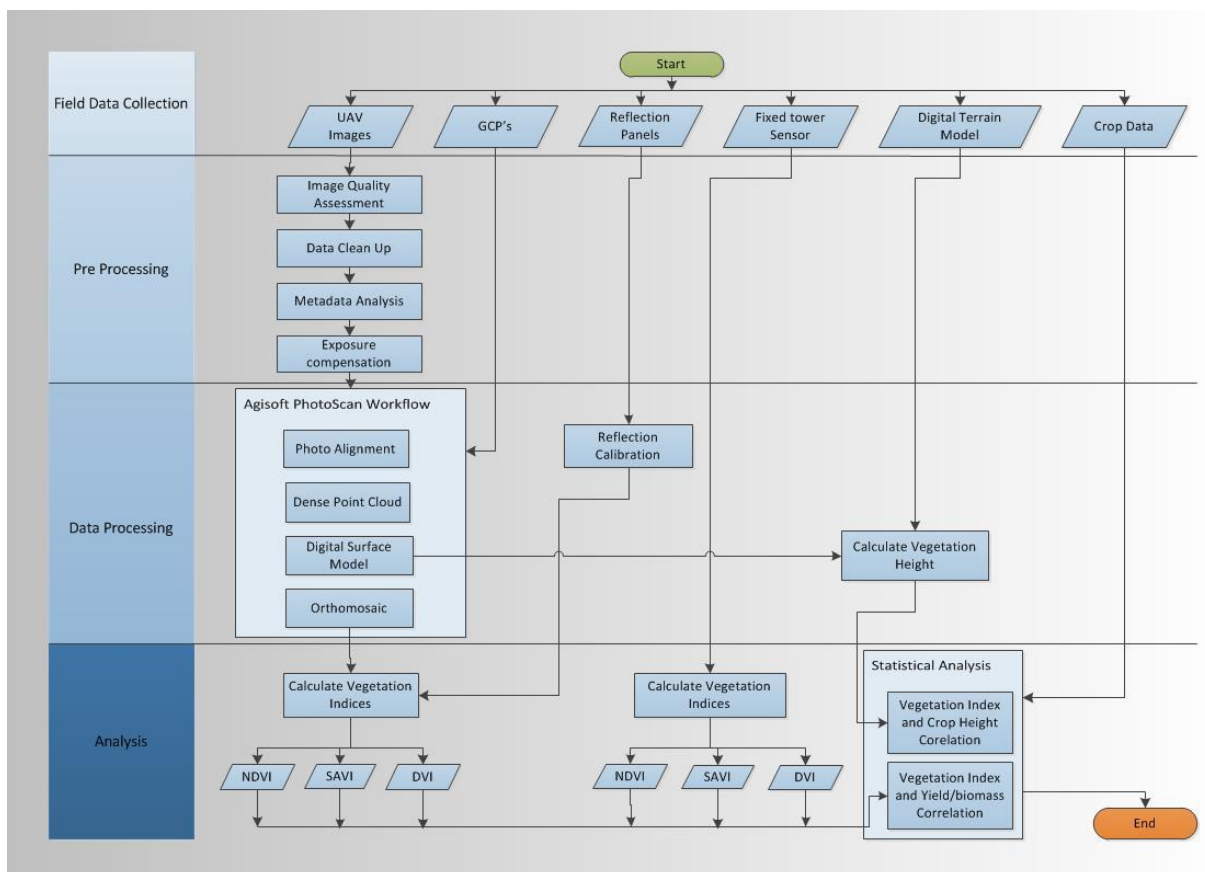 Start
Field Data Collection
UAV
Images
GCP's
Reflection
Panels
Fixed tower
Sensor
Digital Terrain
Model
Crop Data
Pre Processing
Image Quality
Assessment
Data Clean Up
Metadata Analysis
Exposure
compensation
Data Processing
Agisoft PhotoScan Workflow
Photo Alignment
Dense Point Cloud
Digital Surface
Model
Orthomosaic
Reflection
Calibration
Calculate Vegetation
Height
Analysis
Calculate Vegetation
Indices
NDVI
SAVI
DVI
Calculate Vegetation
Indices
NDVI
SAVI
DVI
Statistical Analysis
Vegetation Index
and Crop Height
Corelation
Vegetation Index
and Yield/biomass
Correlation
End